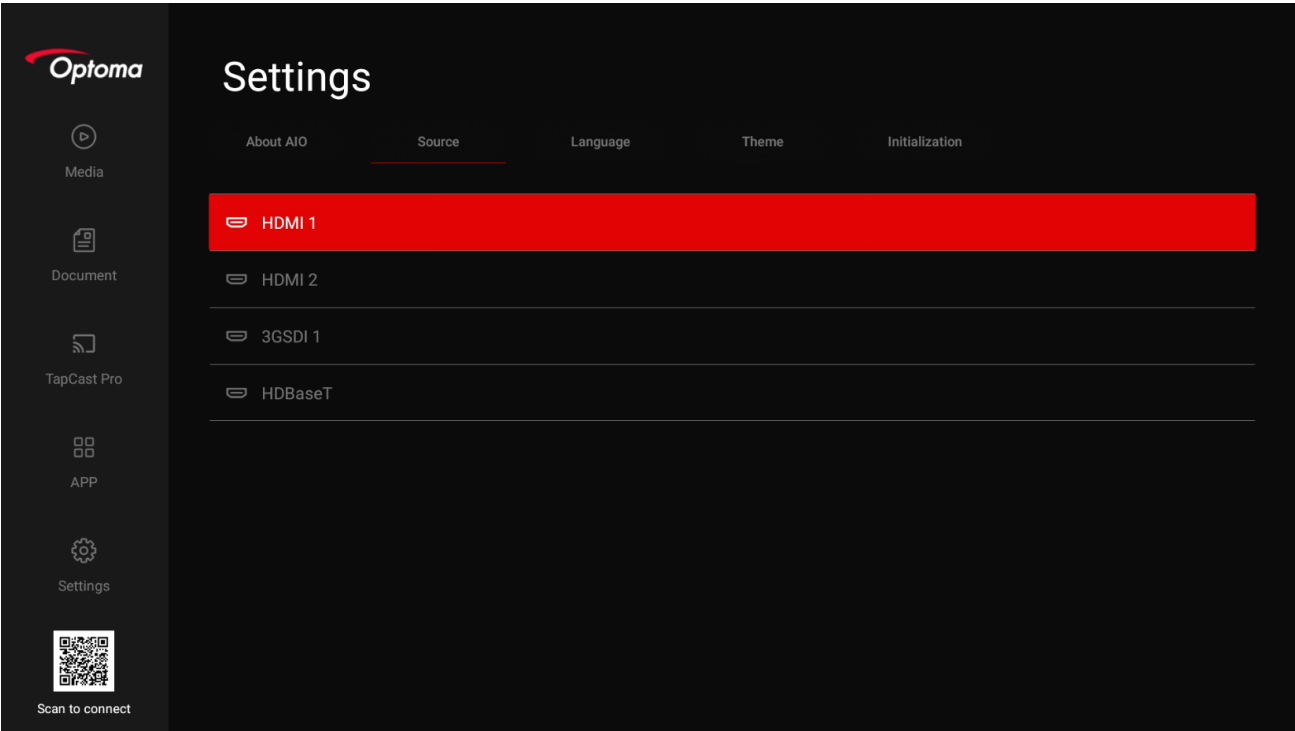 Optoma
Media
Document
TapCast Pro
APP
Settings
Scan to connect
Settings
About AIO Source Language Theme Initialization
HDMI 1
HDMI 2
3GSDI 1
HDBaseT